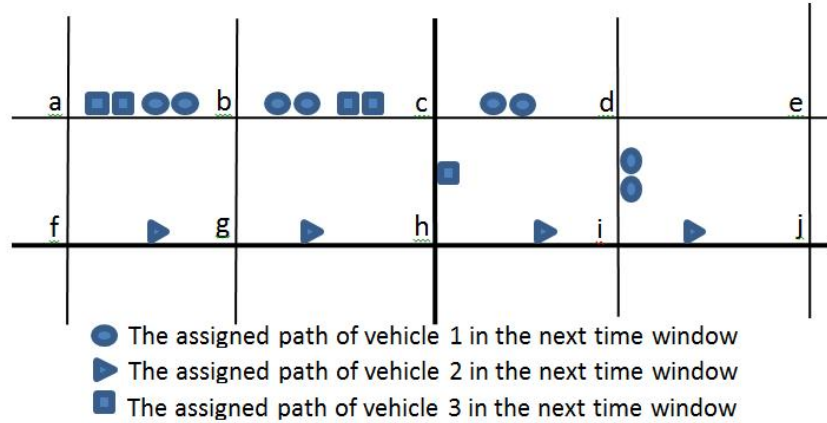 a b c d e
f g h i j
The assigned path of vehicle 1 in the next time window
The assigned path of vehicle 2 in the next time window
The assigned path of vehicle 3 in the next time window